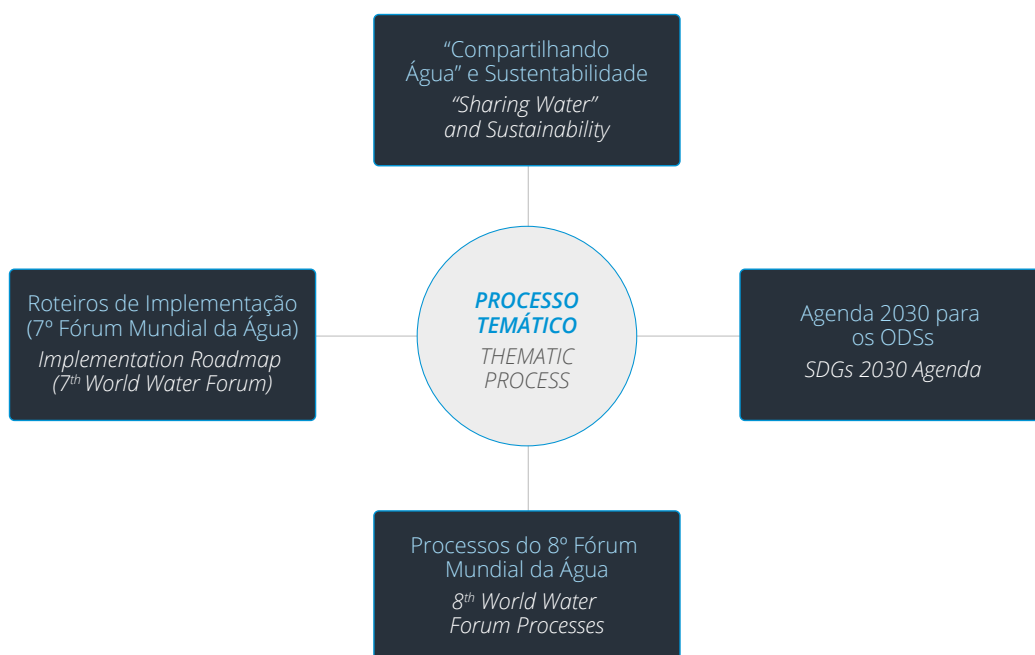 “Compartilhando
Água” e Sustentabilidade
“Sharing Water”
and Sustainability
Roteiros de Implementação
(7º Fórum Mundial da Água)
Implementation Roadmap
(7th World Water Forum)
PROCESSO
TEMÁTICO
THEMATIC
PROCESS
Agenda 2030 para
os ODSs
SDGs 2030 Agenda
Processos do 8º Fórum
Mundial da Água
8th World Water
Forum Processes